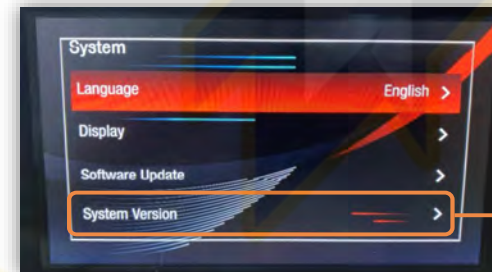 System
Language English
Display
Software Update
System Version